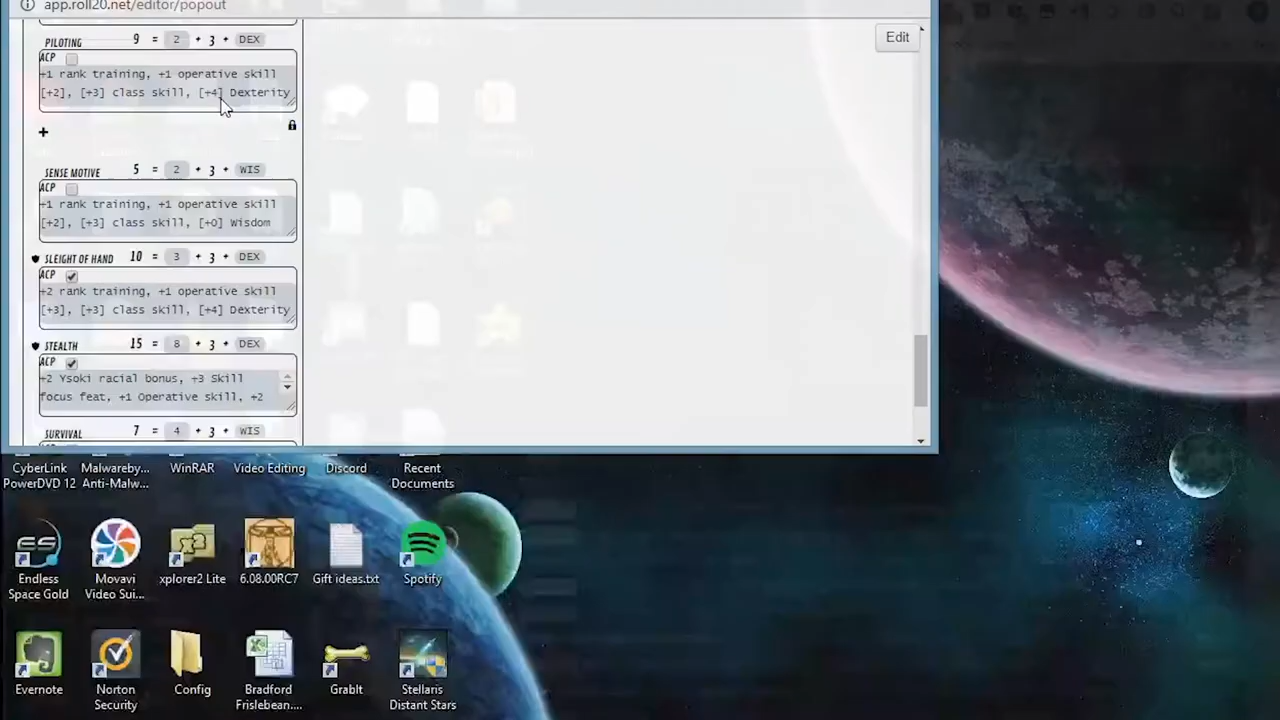 app.roll20.net/editor/popout
Edit
PILOTING 9 = 2 + 3 + DEX
ACP
+1 rank training, +1 operative skill
[+2], [+3] class skill, [+4] Dexterity
+
SENSE MOTIVE 5 = 2 + 3 + WIS
ACP
+1 rank training, +1 operative skill
[+2], [+3] class skill, [+0] Wisdom
SLEIGHT OF HAND 10 = 3 + 3 + DEX
ACP
+2 rank training, +1 operative skill
[+3], [+3] class skill, [+4] Dexterity
STEALTH 15 = 8 + 3 + DEX
ACP
+2 Ysoki racial bonus, +3 Skill
focus feat, +1 Operative skill, +2
SURVIVAL 7 = 4 + 3 + WIS
CyberLink
PowerDVD 12
Malwareby...
Anti-Malw...
WinRAR
Video Editing
Discord
Recent
Documents
Endless
Space Gold
Movavi
Video Sui...
xplorer2 Lite
6.08.00RC7
Gift ideas.txt
Spotify
Evernote
Norton
Security
Config
Bradford
Frislebean....
GrabIt
Stellaris
Distant Stars